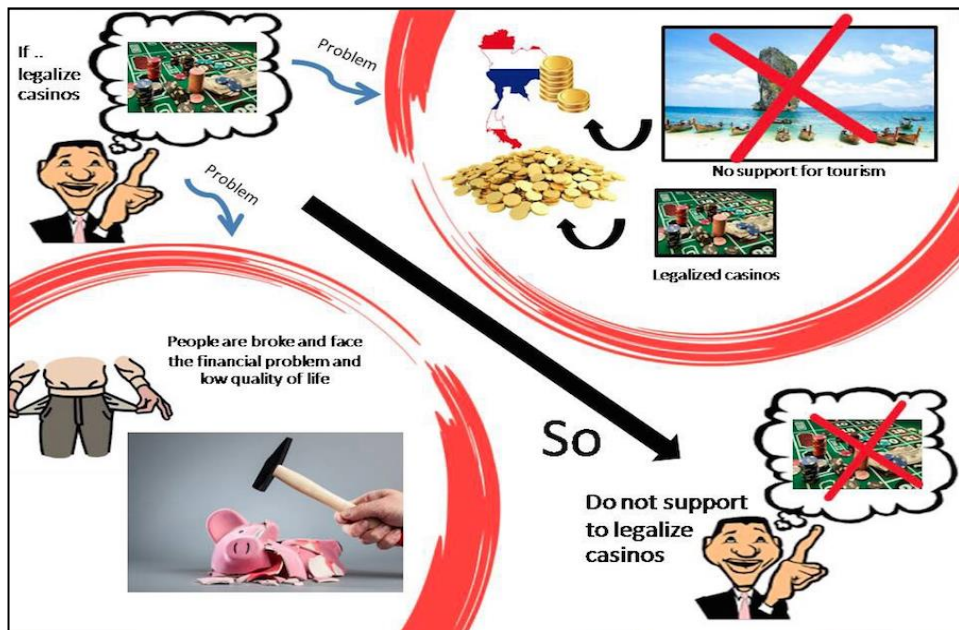 If ..
legalize
casinos
Problem
Problem
No support for tourism
Legalized casinos
People are broke and face
the financial problem and
low quality of life
So
Do not support
to legalize
casinos